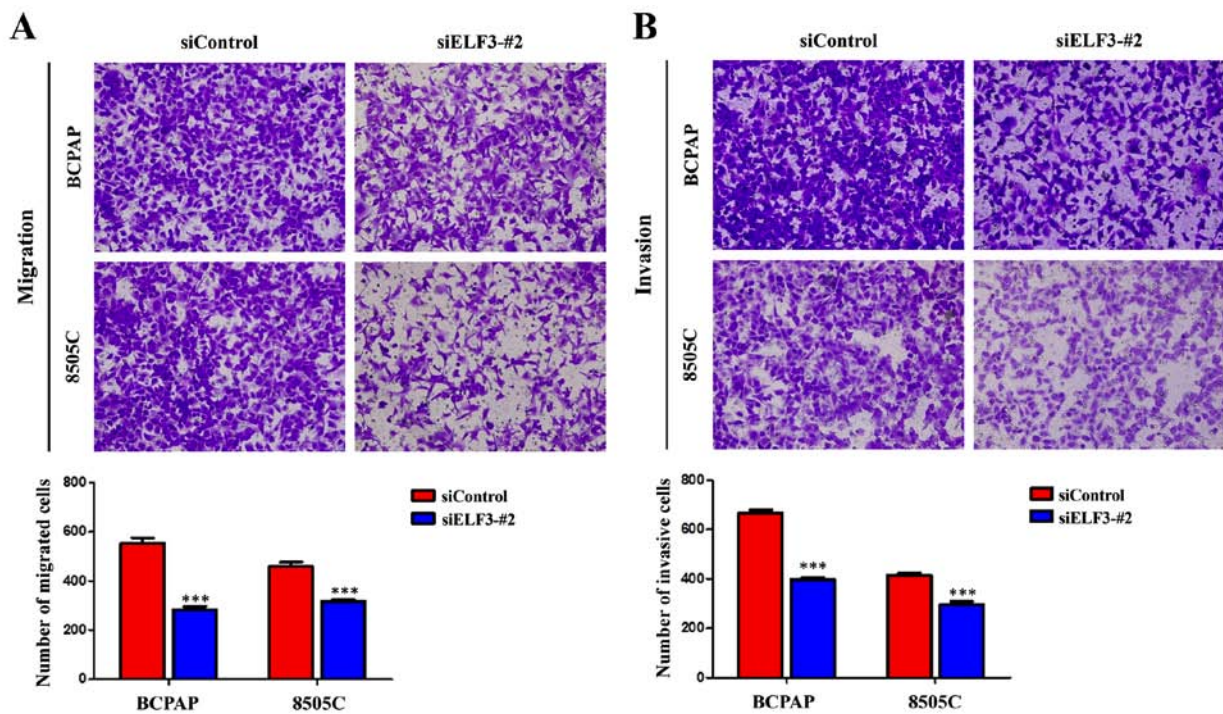 A
siControl
siELF3-#2
Migration
BCPAP
8505C
Number of migrated cells
800
600
400
200
0
***
***
BCPAP
8505C
siControl
siELF3-#2
B
siControl
siELF3-#2
Invasion
BCPAP
8505C
Number of invasive cells
800
600
400
200
0
***
***
BCPAP
8505C
siControl
siELF3-#2